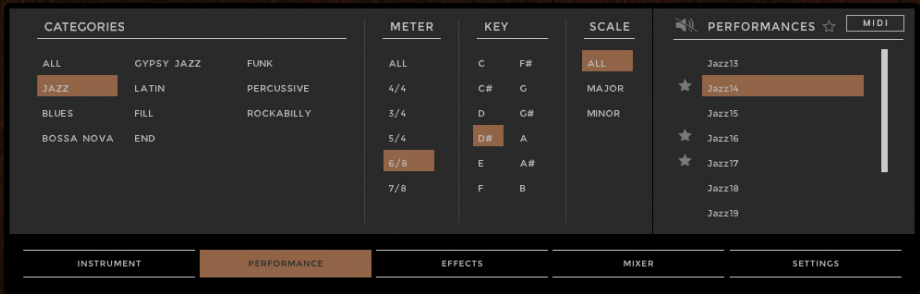 CATEGORIES
ALL GYPSY JAZZ FUNK
JAZZ LATIN PERCUSSIVE
BLUES FILL ROCKABILLY
BOSSA NOVA END
METER
ALL
4/4
3/4
5/4
6/8
7/8
KEY
C F#
C# G
D G#
D# A
E A#
F B
SCALE
ALL
MAJOR
MINOR
PERFORMANCES MIDI
Jazz13
Jazz14
Jazz15
Jazz16
Jazz17
Jazz18
Jazz19
INSTRUMENT PERFORMANCE EFFECTS MIXER SETTINGS